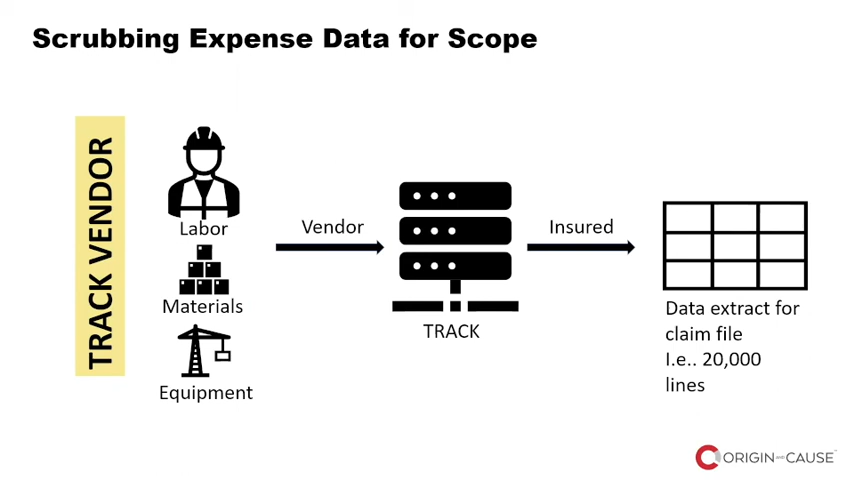 Scrubbing Expense Data for Scope
TRACK VENDOR
Labor
Materials
Equipment
Vendor
TRACK
Insured
Data extract for
claim file
I.e.. 20,000
lines
ORIGIN AND CAUSE